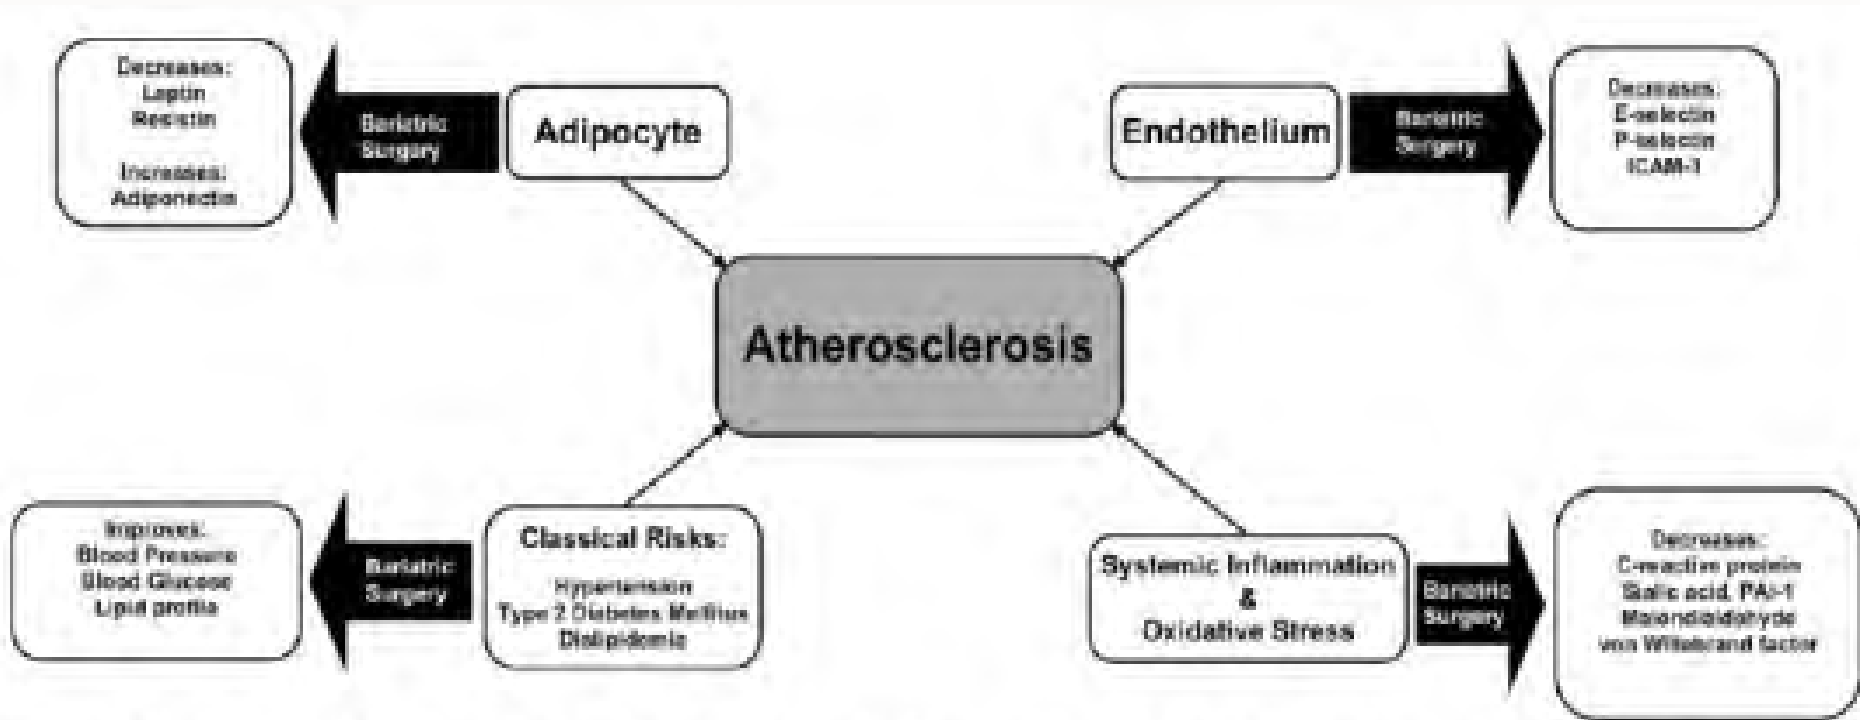 Decreases:
Leptin
Resistin
Increases:
Adiponectin
Bariatric
Surgery
Adipocyte
Endothelium
Bariatric
Surgery
Decreases:
E-selectin
P-selectin
ICAM-1
Atherosclerosis
Improves:
Blood Pressure
Blood Glucose
Lipid profile
Bariatric
Surgery
Classical Risks:
Hypertension
Type 2 Diabetes Mellitus
Dislipidemia
Systemic Inflammation
&
Oxidative Stress
Bariatric
Surgery
Decreases:
C-reactive protein
Sialic acid, PAI-1
Malondialdehyde
von Willebrand factor